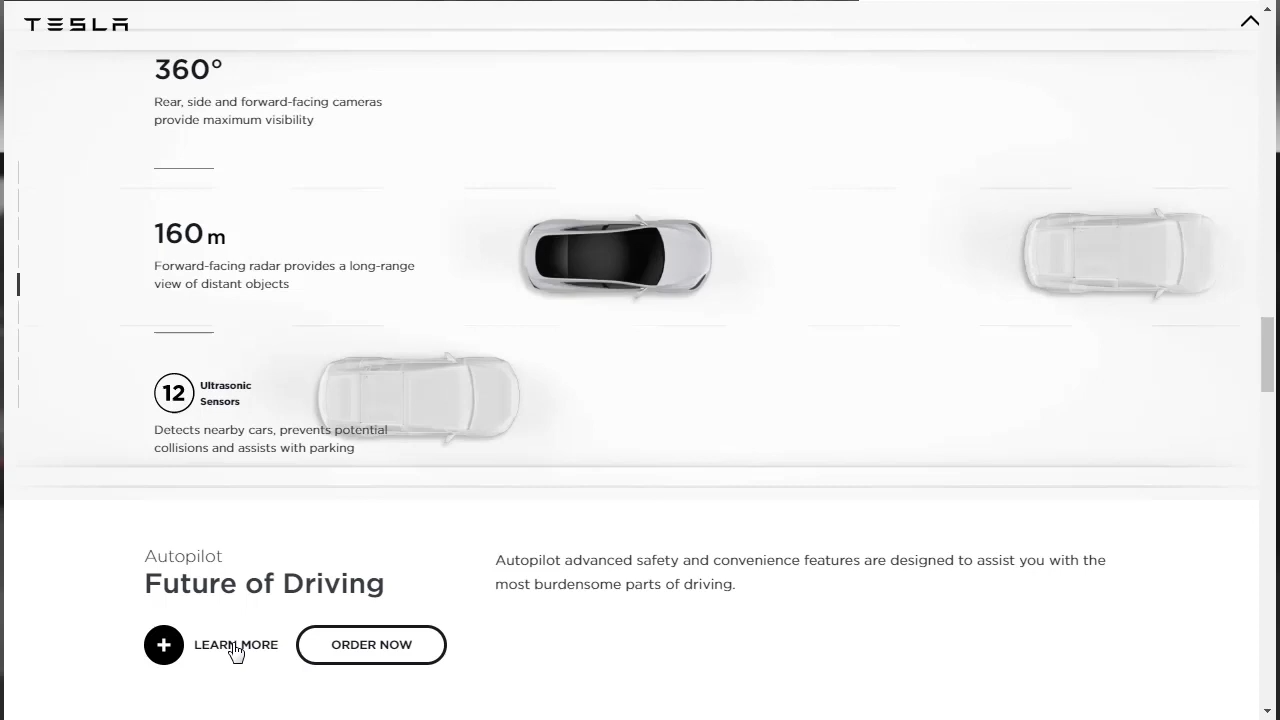 TESLA
360°
Rear, side and forward-facing cameras
provide maximum visibility
160 m
Forward-facing radar provides a long-range
view of distant objects
12 Ultrasonic
Sensors
Detects nearby cars, prevents potential
collisions and assists with parking
Autopilot
Future of Driving
Autopilot advanced safety and convenience features are designed to assist you with the
most burdensome parts of driving.
+ LEARN MORE ORDER NOW